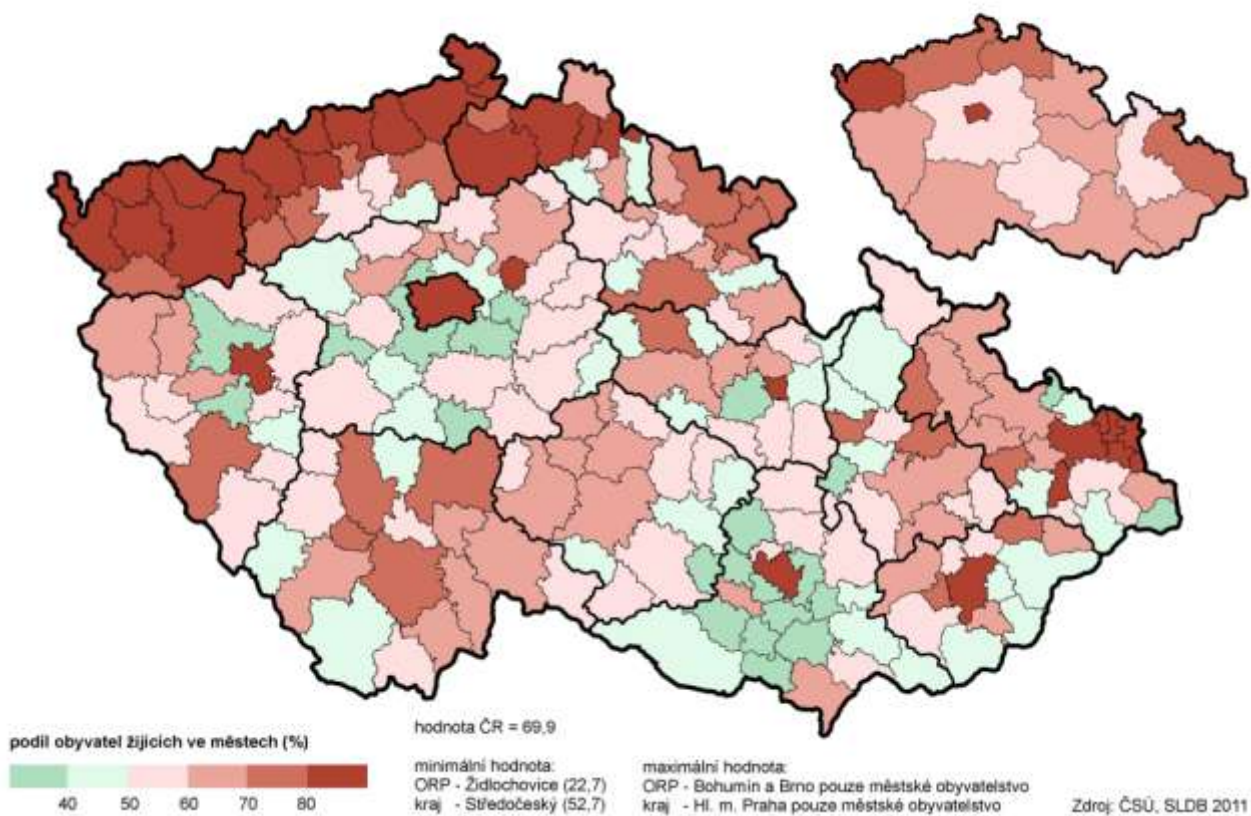 podíl obyvatel žijících ve městech (%)
40 50 60 70 80
hodnota ČR = 69,9
minimální hodnota:
ORP - Židlochovice (22,7)
kraj - Středočeský (52,7)
maximální hodnota:
ORP - Bohumín a Brno pouze městské obyvatelstvo
kraj - Hl. m. Praha pouze městské obyvatelstvo
Zdroj: ČSÚ, SLDB 2011